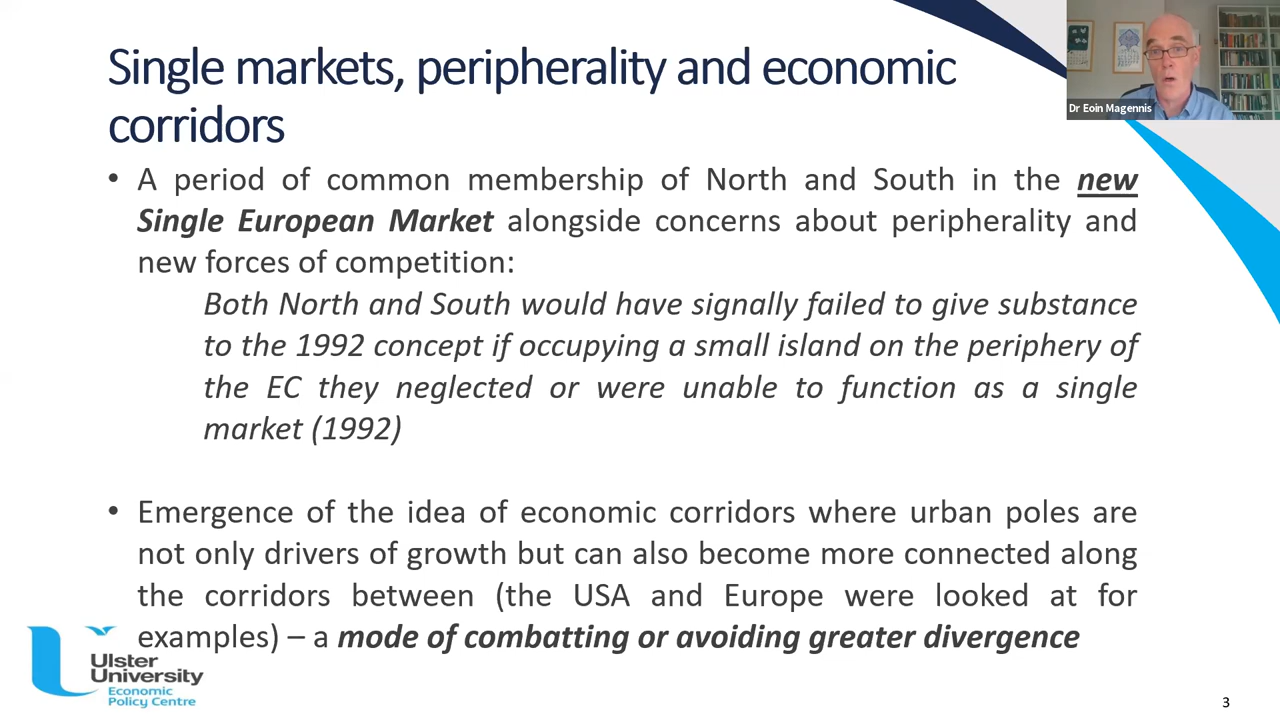 Single markets, peripherality and economic
corridors
Dr Eoin Magennis
• A period of common membership of North and South in the new
Single European Market alongside concerns about peripherality and
new forces of competition:
Both North and South would have signally failed to give substance
to the 1992 concept if occupying a small island on the periphery of
the EC they neglected or were unable to function as a single
market (1992)
• Emergence of the idea of economic corridors where urban poles are
not only drivers of growth but can also become more connected along
the corridors between (the USA and Europe were looked at for
examples) – a mode of combatting or avoiding greater divergence
Ulster
University
Economic
Policy Centre
3